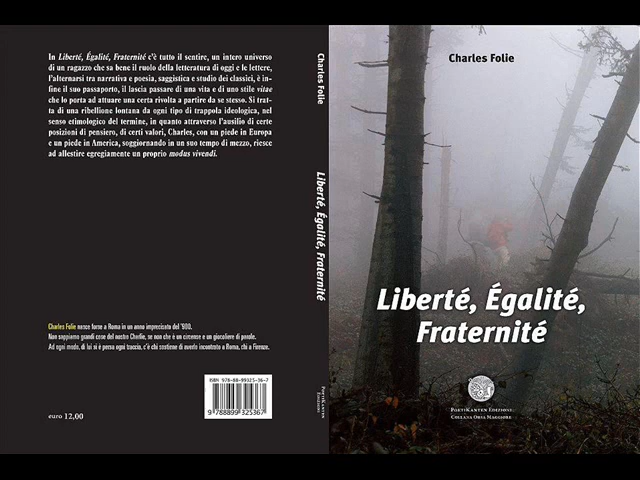 In Liberté, Égalité, Fraternité c'è tutto il sentire, un intero universo
di un ragazzo che sa bene il ruolo della letteratura di oggi e le lettere,
l'alternarsi tra narrativa e poesia, saggistica e studio dei classici, è in-
fine il suo passaporto, il lascia passare di una vita e di uno stile vitae
che lo porta ad attuare una certa rivolta a partire da se stesso. Si trat-
ta di una ribellione lontana da ogni tipo di trappola ideologica, nel
senso etimologico del termine, in quanto attraverso l'ausilio di certe
posizioni di pensiero, di certi valori, Charles, con un piede in Europa
e un piede in America, soggiornando in un suo tempo di mezzo, riesce
ad allestire egregiamente un proprio modus vivendi.
Charles Folie nasce forse a Roma in un anno imprecisato del '900.
Non sappiamo grandi cose del nostro Charlie, se non che è un circense e un giocoliere di parole.
Ad ogni modo, di lui si è persa ogni traccia, c'è chi sostiene di averlo incontrato a Roma, chi a Firenze.
euro 12,00
ISBN 978-88-99325-36-7
9 788899 325367
Charles Folie
Liberté, Égalité, Fraternité
PoetiKanten
Edizioni
Charles Folie
Liberté, Égalité,
Fraternité
PoetiKanten Edizioni
Collana Orsa Maggiore